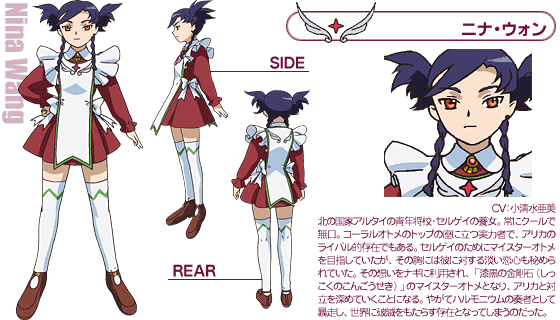 Nina Wang
ニナ・ウォン
SIDE
REAR
CV:小清水亜美
北の国家アルタイの青年将校・セルゲイの養女。常にクールで
無口。コーラルオトメのトップの座に立つ実力者で、アリカの
ライバル的存在でもある。セルゲイのためにマイスターオトメ
を目指していたが、その胸には彼に対する淡い恋心も秘めら
れていた。その想いをナギに利用され、「漆黒の金剛石(しっ
こくのこんごうせき)」のマイスターオトメとなり、アリカと対立
を深めていくことになる。やがてハルモニウムの奏者として
暴走し、世界に破滅をもたらす存在となってしまうのだった。